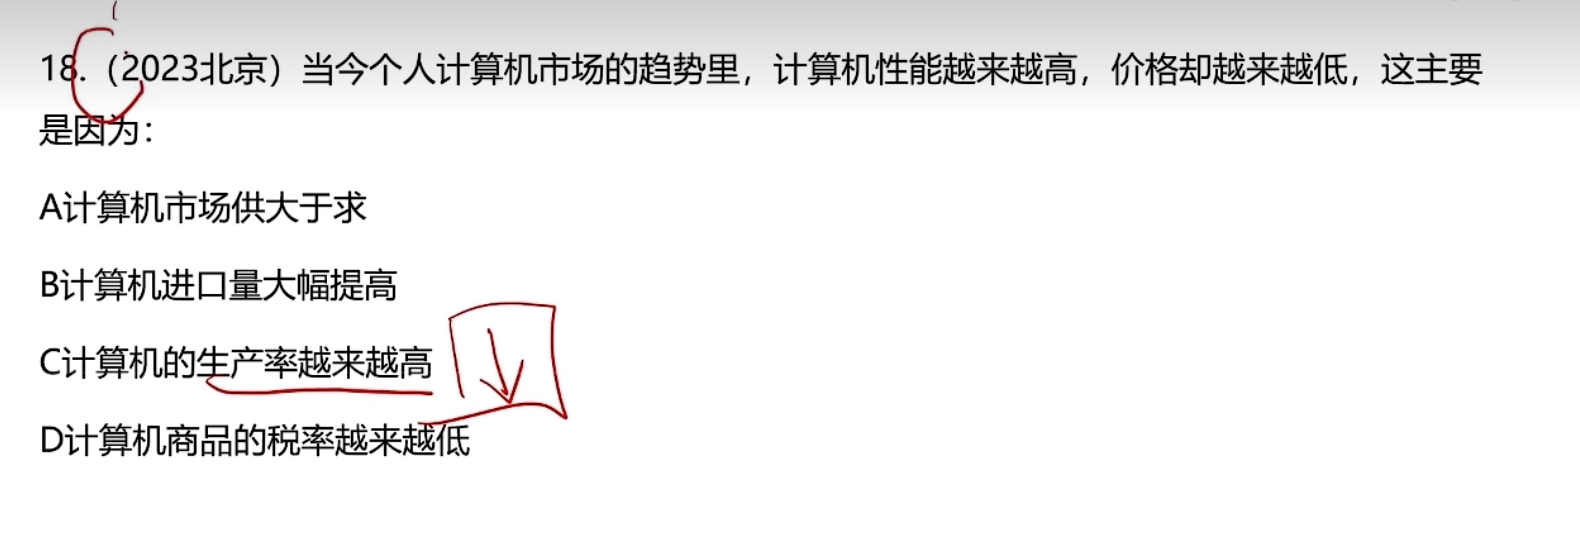 18.（2023北京）当今个人计算机市场的趋势里，计算机性能越来越高，价格却越来越低，这主要
是因为：
A计算机市场供大于求
B计算机进口量大幅提高
C计算机的生产率越来越高
D计算机商品的税率越来越低